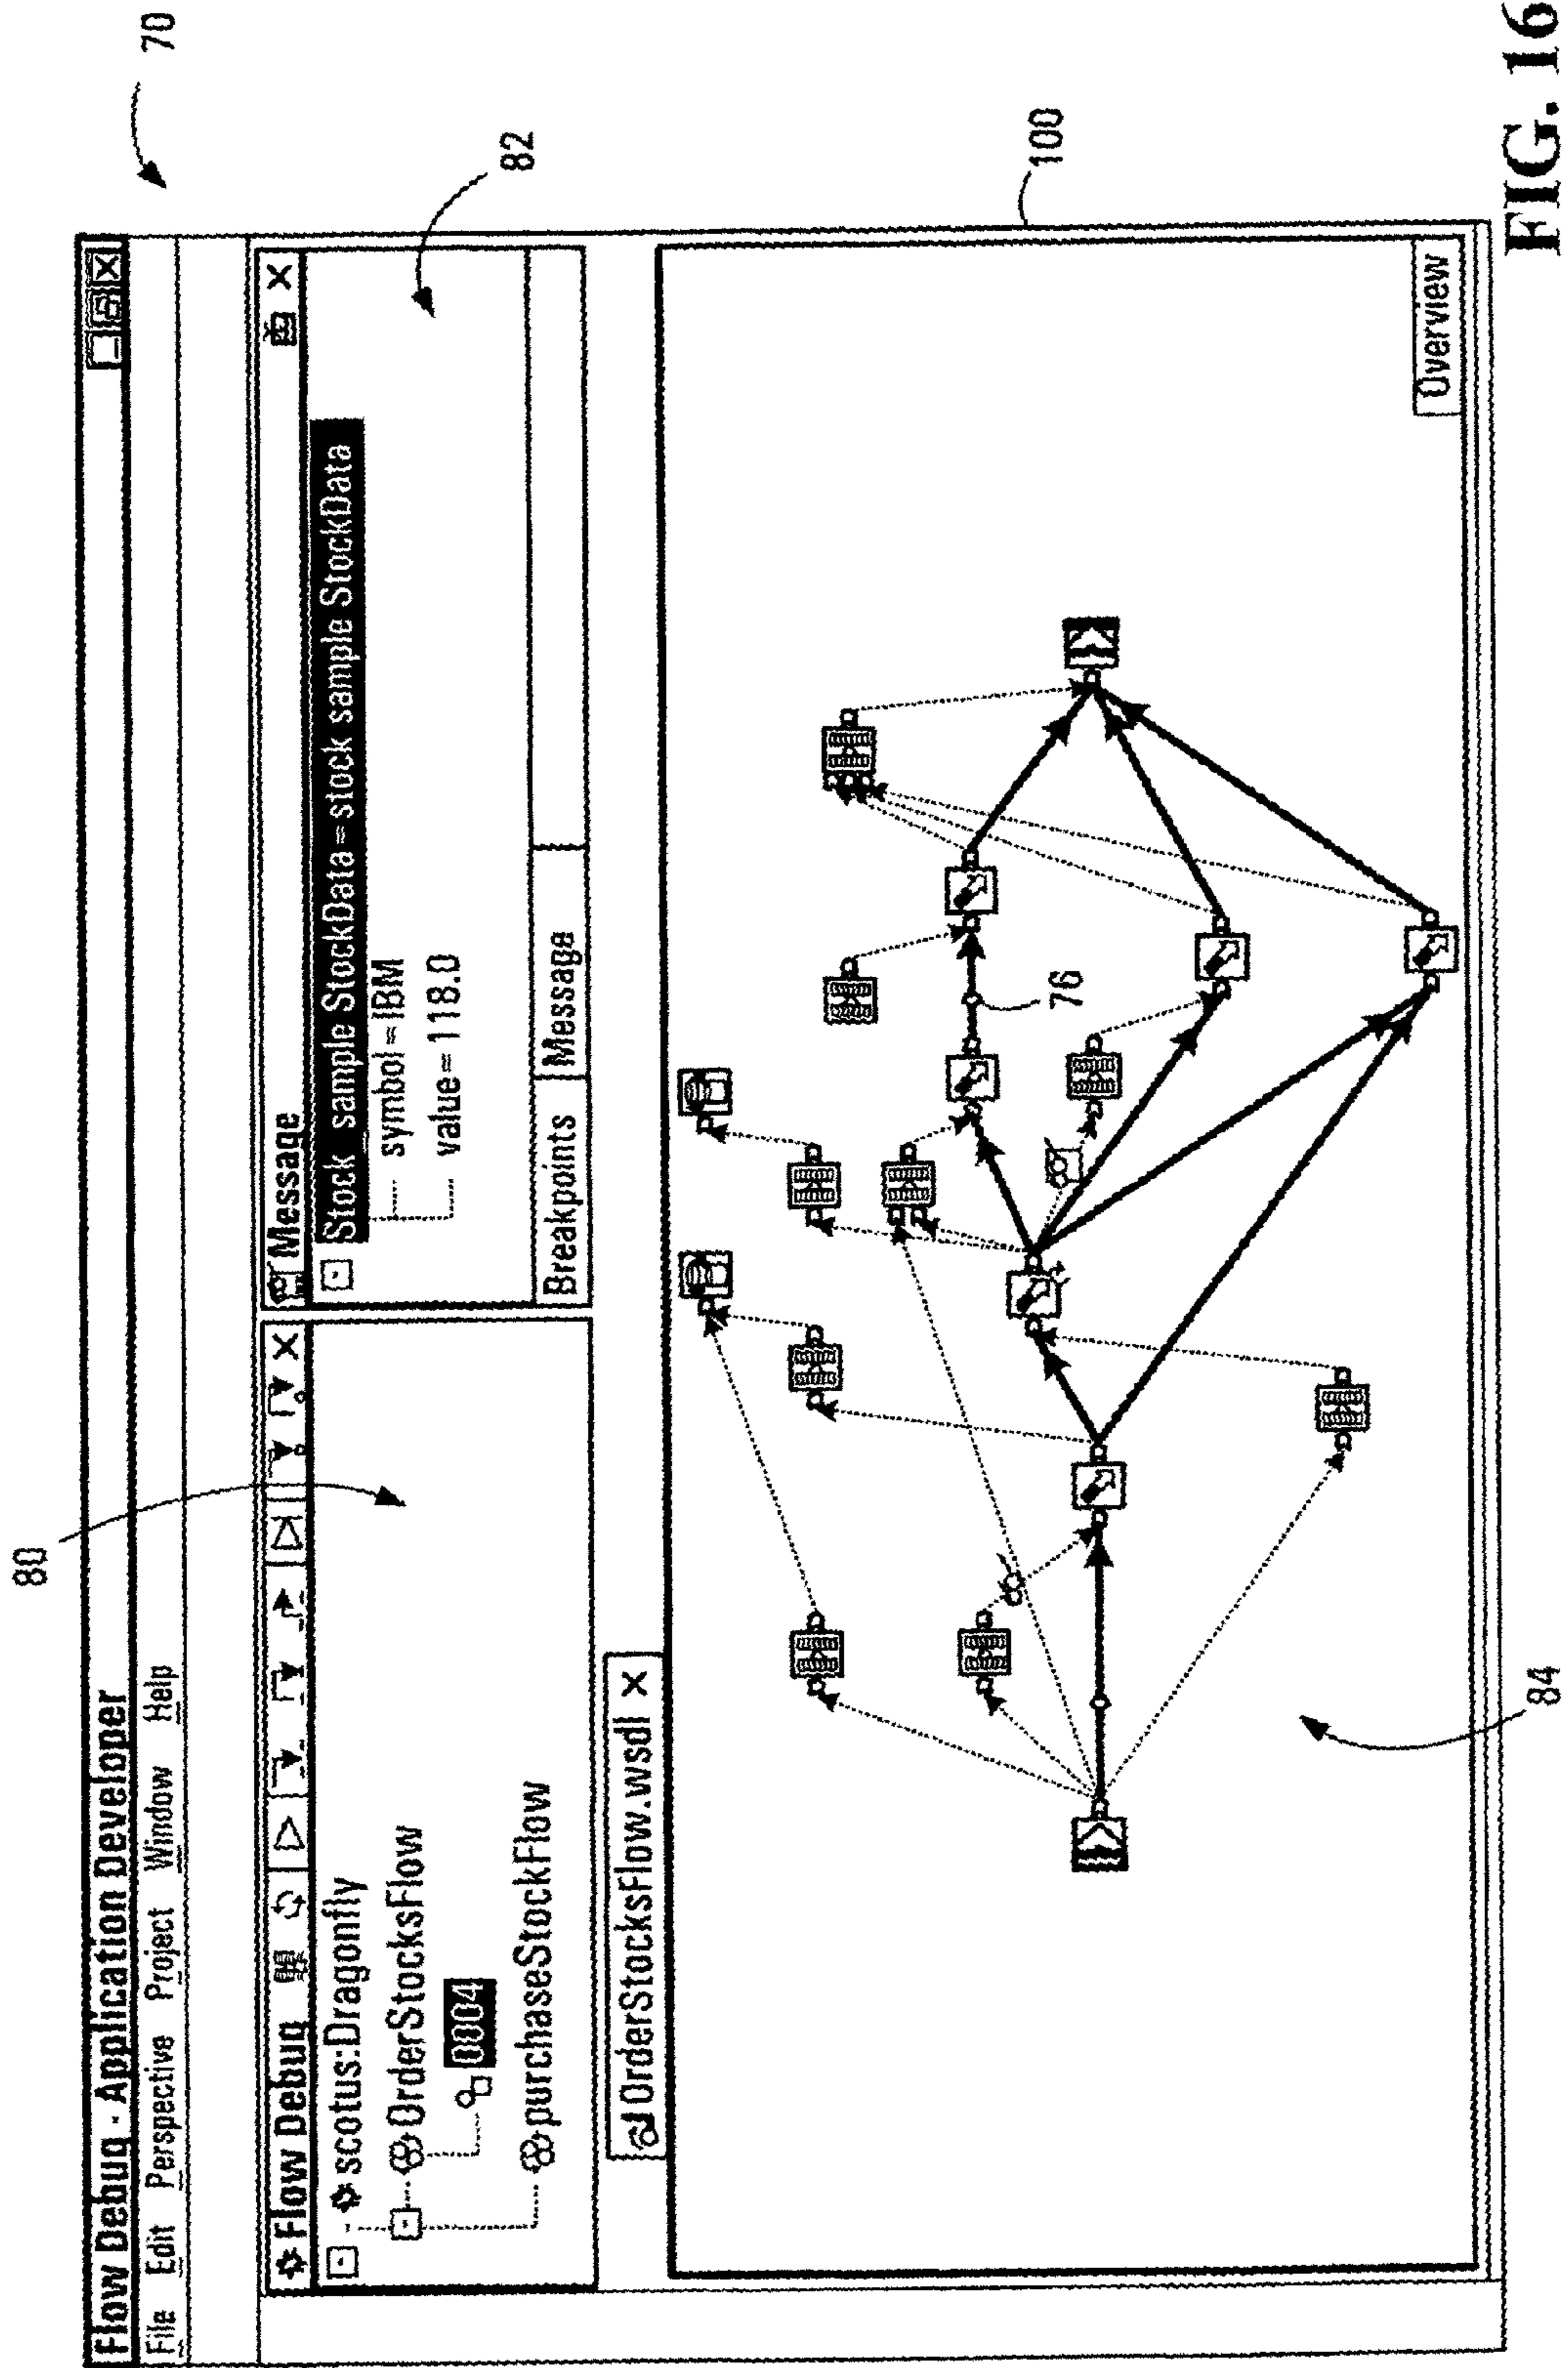 70
Flow Debug - Application Developer
File Edit Perspective Project Window Help
80
Flow Debug
scotus:Dragonfly
OrderStocksFlow
0004
purchaseStockFlow
Message
Stock sample StockData = stock sample StockData
symbol=IBM
value=118.0
Breakpoints Message
82
OrderStocksFlow.wsdl
100
76
84
Overview
FIG. 16